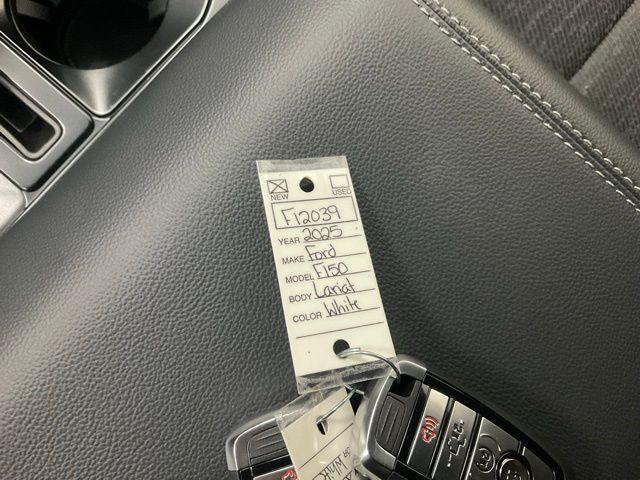 NEW USED
F12039
YEAR 2025
MAKE Ford
MODEL F150
BODY Lariat
COLOR White